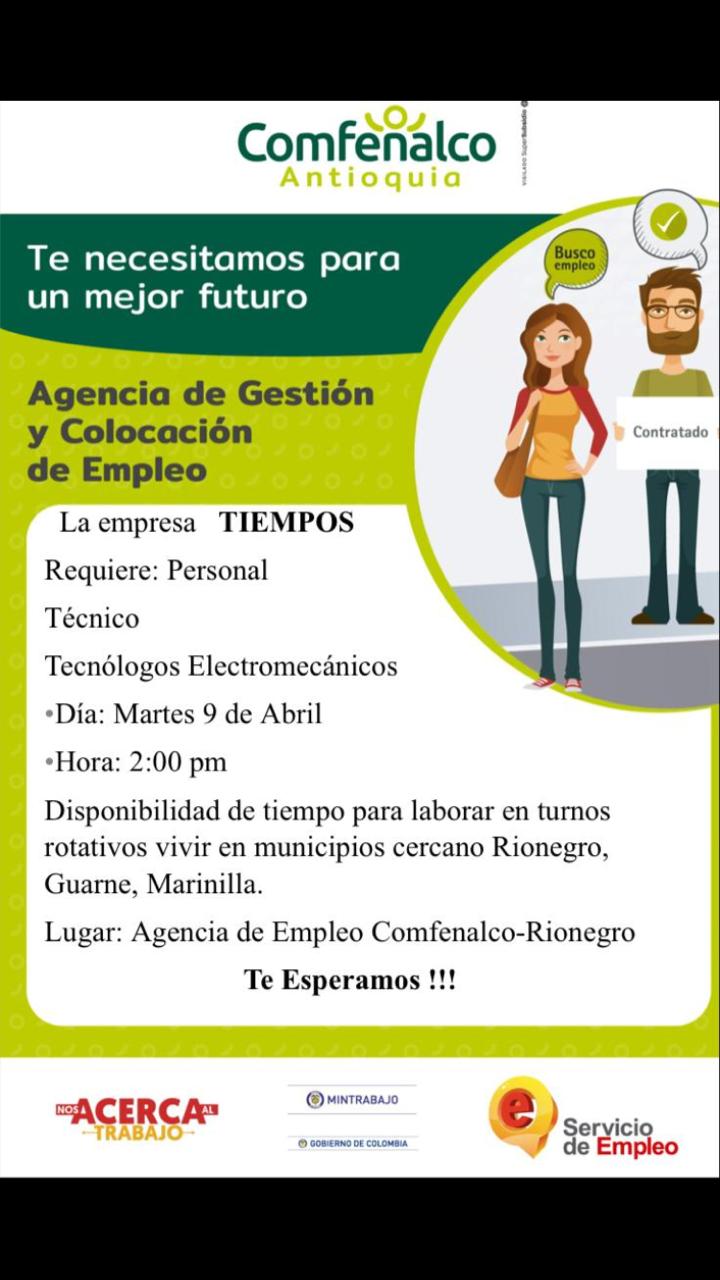 Comfenalco
Antioquia
VIGILADO SuperSubsidio
Te necesitamos para
un mejor futuro
Busco
empleo
Contratado
Agencia de Gestión
y Colocación
de Empleo
La empresa TIEMPOS
Requiere: Personal
Técnico
Tecnólogos Electromecánicos
•Día: Martes 9 de Abril
•Hora: 2:00 pm
Disponibilidad de tiempo para laborar en turnos
rotativos vivir en municipios cercano Rionegro,
Guarne, Marinilla.
Lugar: Agencia de Empleo Comfenalco-Rionegro
Te Esperamos !!!
NOS ACERCA AL
TRABAJO
MINTRABAJO
GOBIERNO DE COLOMBIA
e
Servicio
de Empleo